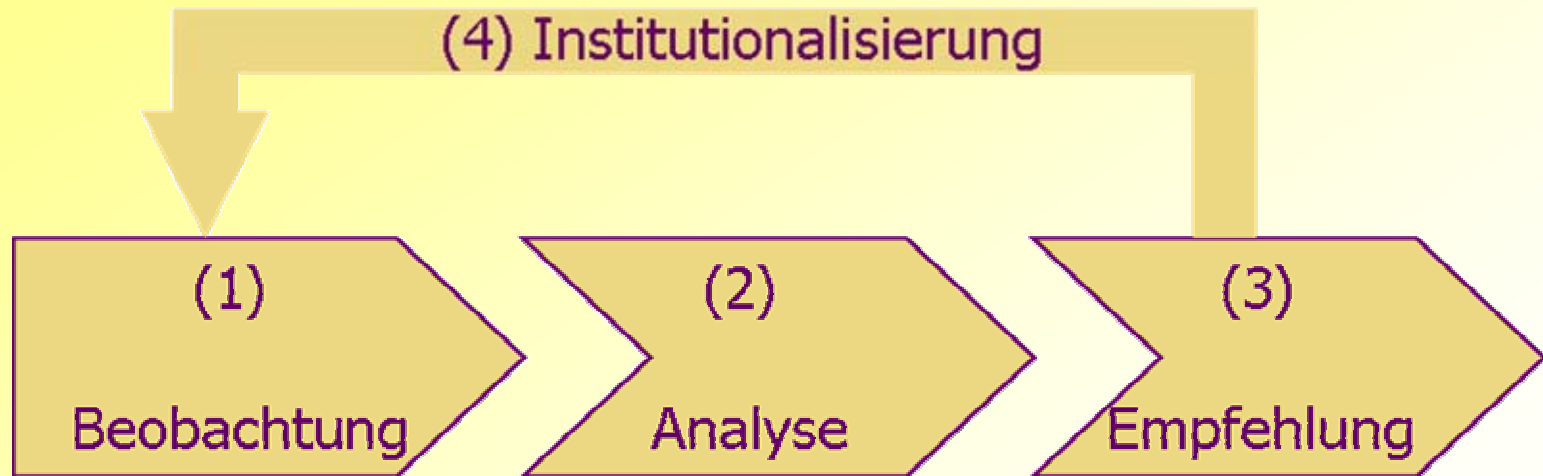 (4) Institutionalisierung
(1)
Beobachtung
(2)
Analyse
(3)
Empfehlung